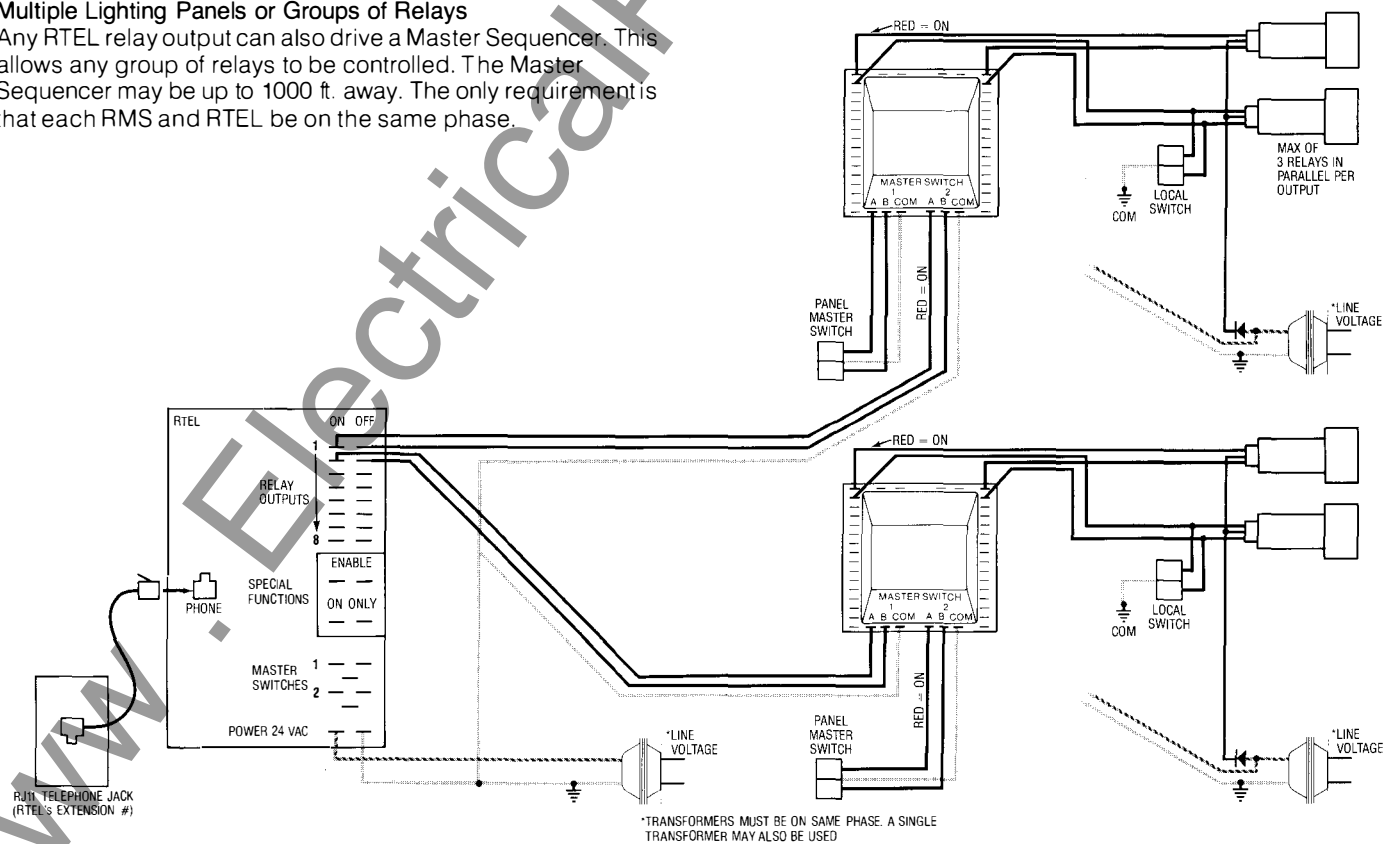 Multiple Lighting Panels or Groups of Relays
Any RTEL relay output can also drive a Master Sequencer. This
allows any group of relays to be controlled. The Master
Sequencer may be up to 1000 ft. away. The only requirement is
that each RMS and RTEL be on the same phase.
RED = ON
MASTER SWITCH
1 2
A B COM A B COM
MAX OF
3 RELAYS IN
PARALLEL PER
OUTPUT
LOCAL
SWITCH
COM
RED = ON
PANEL
MASTER
SWITCH
*LINE
VOLTAGE
RTEL
ON OFF
1
RELAY
OUTPUTS
8
ENABLE
SPECIAL
FUNCTIONS
ON ONLY
PHONE
MASTER
SWITCHES
1
2
POWER 24 VAC
RJ11 TELEPHONE JACK
(RTEL's EXTENSION #)
*LINE
VOLTAGE
RED = ON
MASTER SWITCH
1 2
A B COM A B COM
LOCAL
SWITCH
COM
RED = ON
PANEL
MASTER
SWITCH
*LINE
VOLTAGE
*TRANSFORMERS MUST BE ON SAME PHASE. A SINGLE
TRANSFORMER MAY ALSO BE USED